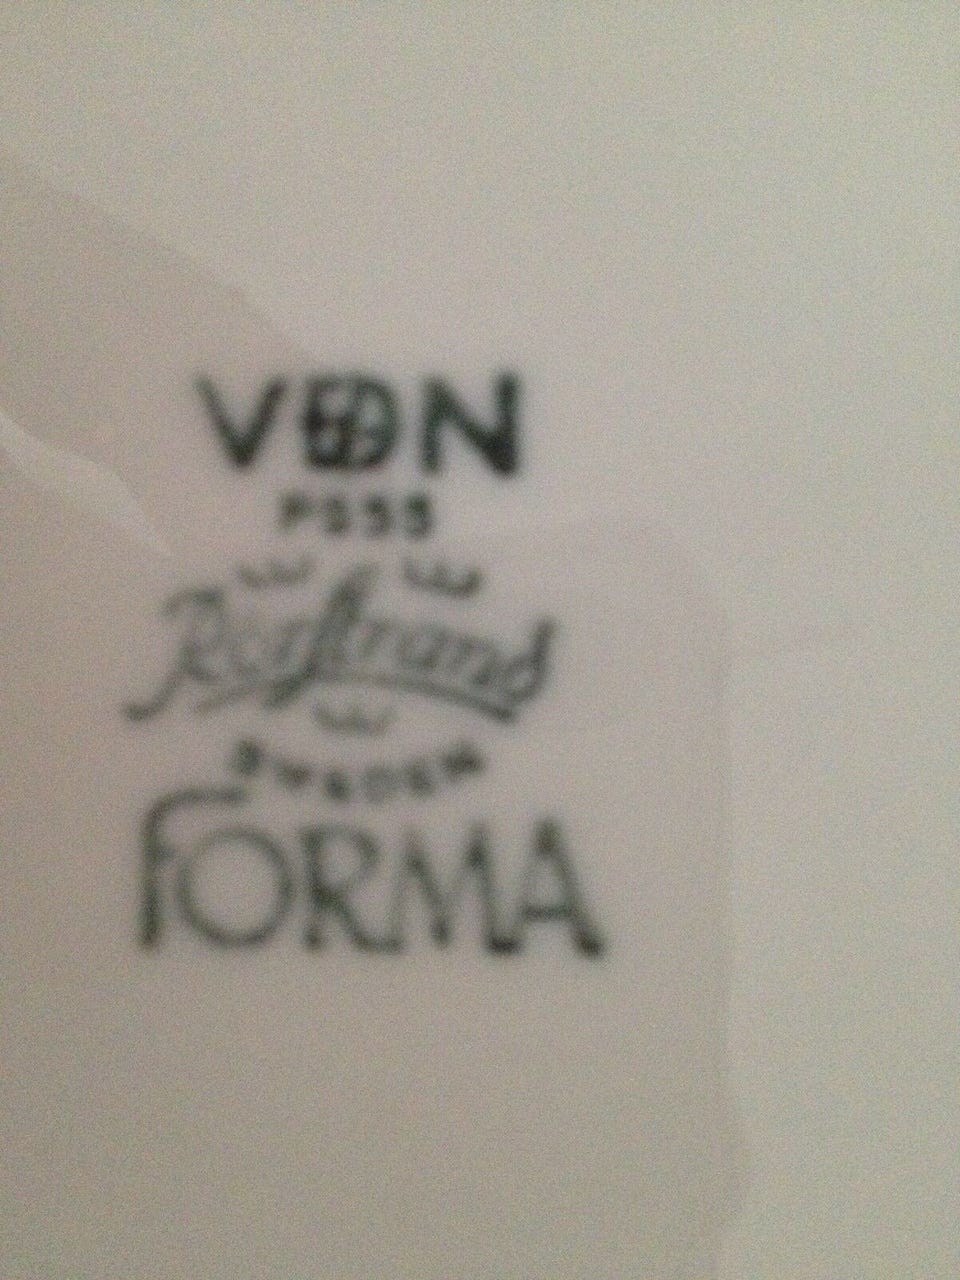 VDN
Rörstrand
SWEDEN
FORMA